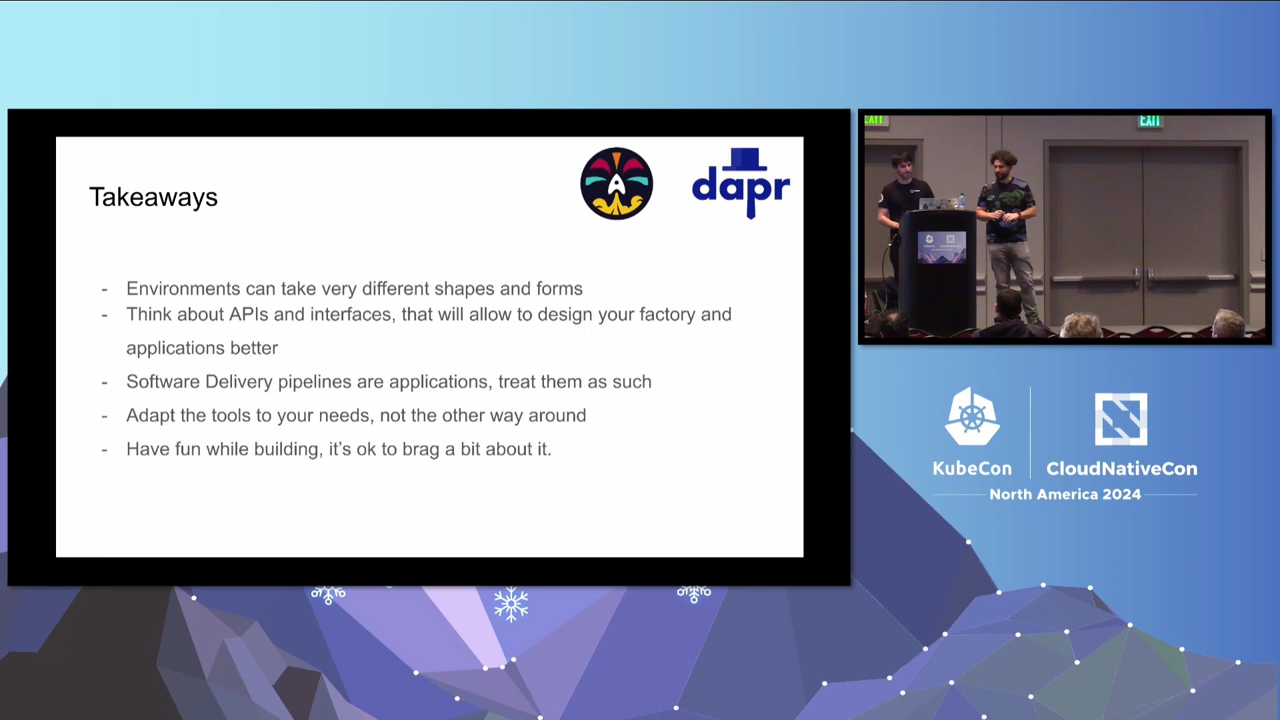 Takeaways
dapr
- Environments can take very different shapes and forms
- Think about APIs and interfaces, that will allow to design your factory and
applications better
- Software Delivery pipelines are applications, treat them as such
- Adapt the tools to your needs, not the other way around
- Have fun while building, it's ok to brag a bit about it.
EXIT
EXIT
KubeCon
CloudNativeCon
North America 2024